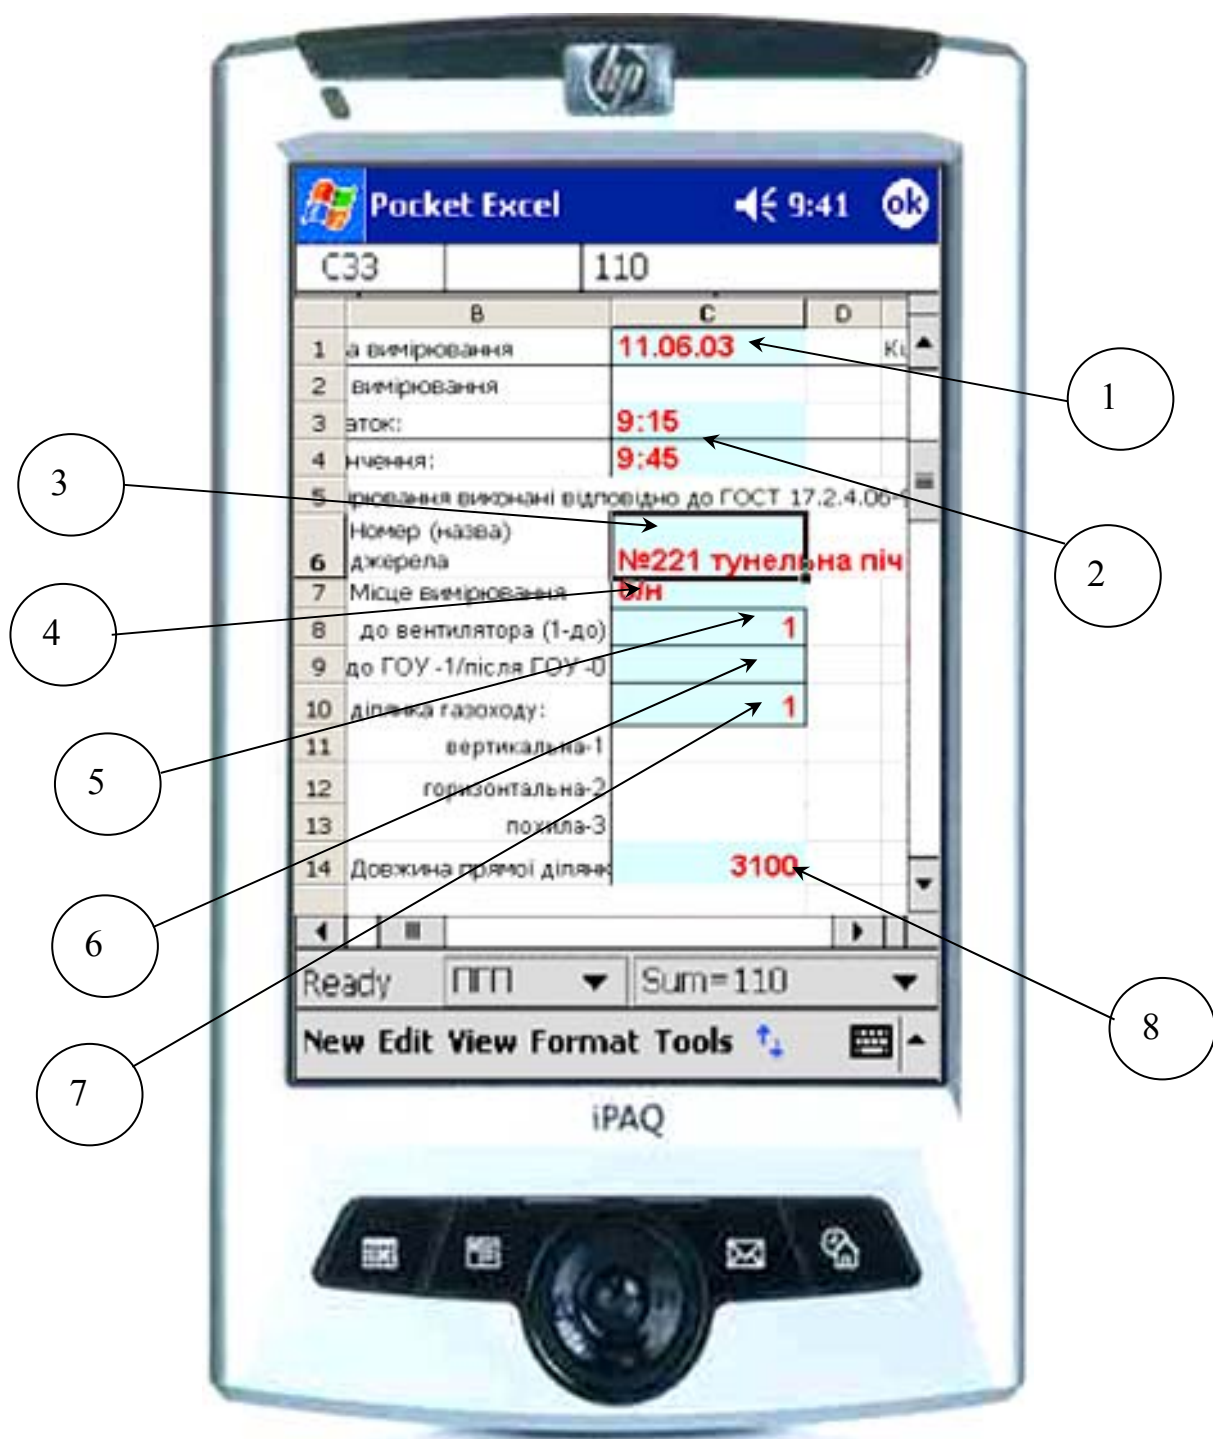 hp
Pocket Excel 9:41 ok
C33 110
B C D
1 а вимірювання 11.06.03
2 вимірювання
3 аток: 9:15
4 нчення: 9:45
5 ірювання виконані відповідно до ГОСТ 17.2.4.06-
Номер (назва)
6 джерела №221 тунельна піч
7 Місце вимірювання б/н
8 до вентилятора (1-до) 1
9 до ГОУ -1/після ГОУ -0
10 ділянка газоходу: 1
11 вертикальна-1
12 горизонтальна-2
13 похила-3
14 Довжина прямої ділянк 3100
Ready ПГП Sum=110
New Edit View Format Tools
iPAQ
1
2
3
4
5
6
7
8